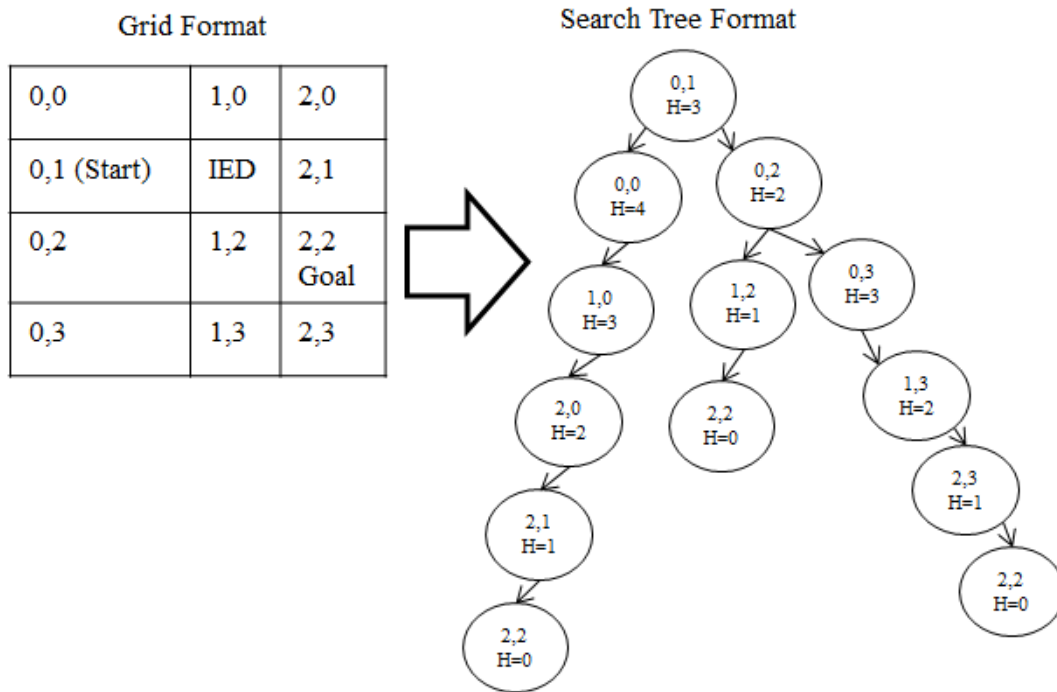 Grid Format
0,0 1,0 2,0
0,1 (Start) IED 2,1
0,2 1,2 2,2
Goal
0,3 1,3 2,3
Search Tree Format
0,1
H=3
0,0
H=4
0,2
H=2
1,0
H=3
1,2
H=1
0,3
H=3
2,0
H=2
2,2
H=0
1,3
H=2
2,1
H=1
2,3
H=1
2,2
H=0
2,2
H=0